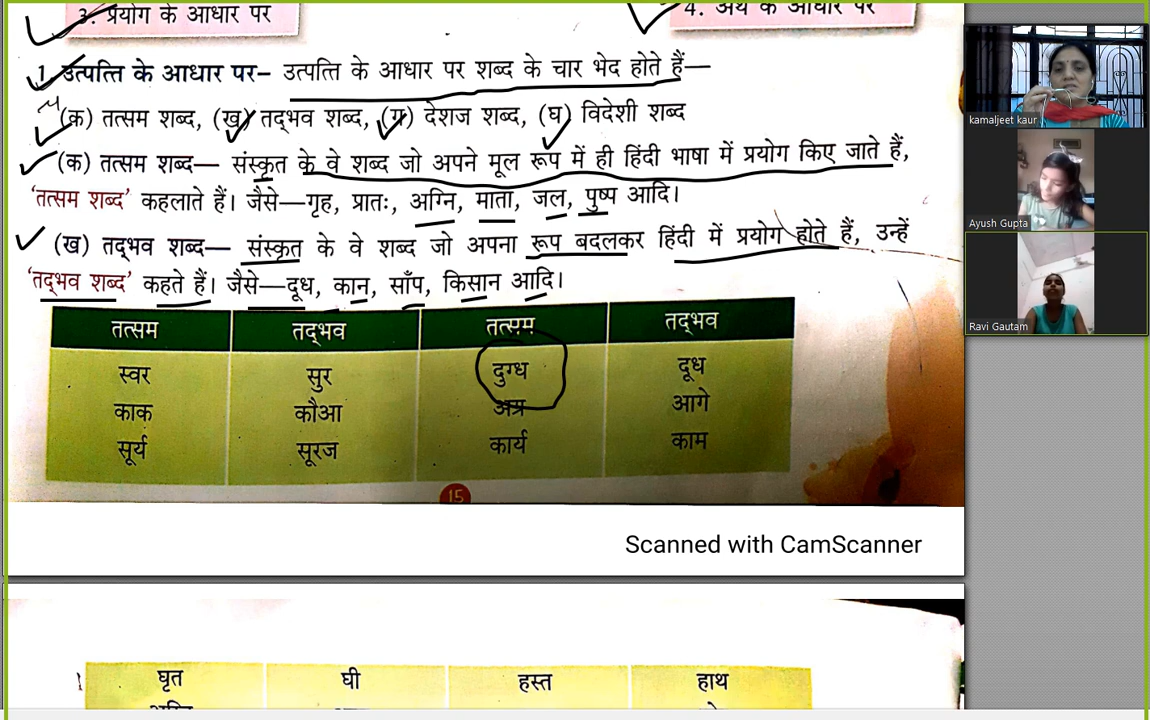 3. प्रयोग के आधार पर
4. अर्थ के आधार पर
1. उत्पत्ति के आधार पर– उत्पत्ति के आधार पर शब्द के चार भेद होते हैं—
(क) तत्सम शब्द, (ख) तद्‌भव शब्द, (ग) देशज शब्द, (घ) विदेशी शब्द
(क) तत्सम शब्द— संस्कृत के वे शब्द जो अपने मूल रूप में ही हिंदी भाषा में प्रयोग किए जाते हैं,
'तत्सम शब्द' कहलाते हैं। जैसे—गृह, प्रातः, अग्नि, माता, जल, पुष्प आदि।
(ख) तद्‌भव शब्द— संस्कृत के वे शब्द जो अपना रूप बदलकर हिंदी में प्रयोग होते हैं, उन्हें
'तद्‌भव शब्द' कहते हैं। जैसे—दूध, कान, साँप, किसान आदि।
तत्सम तद्‌भव तत्सम तद्‌भव
स्वर सुर दुग्ध दूध
काक कौआ अग्र आगे
सूर्य सूरज कार्य काम
15
Scanned with CamScanner
घृत घी हस्त हाथ
kamaljeet kaur
Ayush Gupta
Ravi Gautam